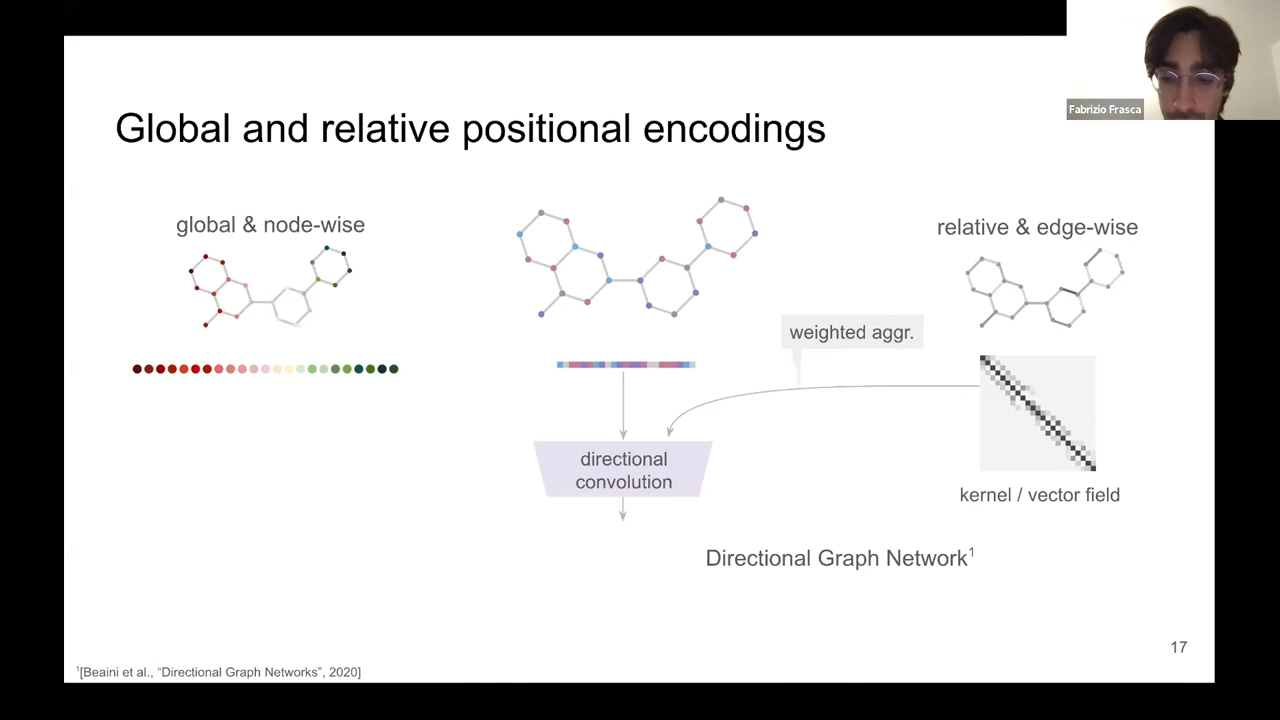 Fabrizio Frasca
Global and relative positional encodings
global & node-wise
relative & edge-wise
weighted aggr.
directional
convolution
kernel / vector field
Directional Graph Network1
17
1[Beaini et al., “Directional Graph Networks”, 2020]